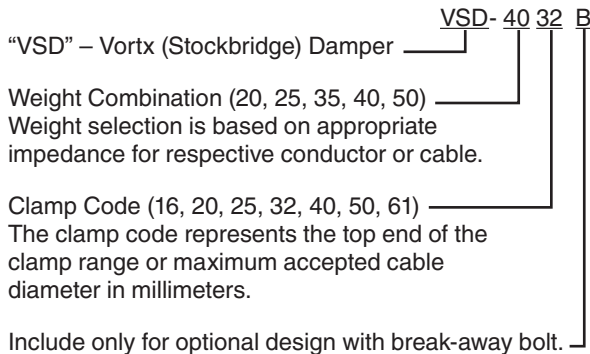 VSD- 40 32 B
“VSD” – Vortx (Stockbridge) Damper
Weight Combination (20, 25, 35, 40, 50)
Weight selection is based on appropriate
impedance for respective conductor or cable.
Clamp Code (16, 20, 25, 32, 40, 50, 61)
The clamp code represents the top end of the
clamp range or maximum accepted cable
diameter in millimeters.
Include only for optional design with break-away bolt.